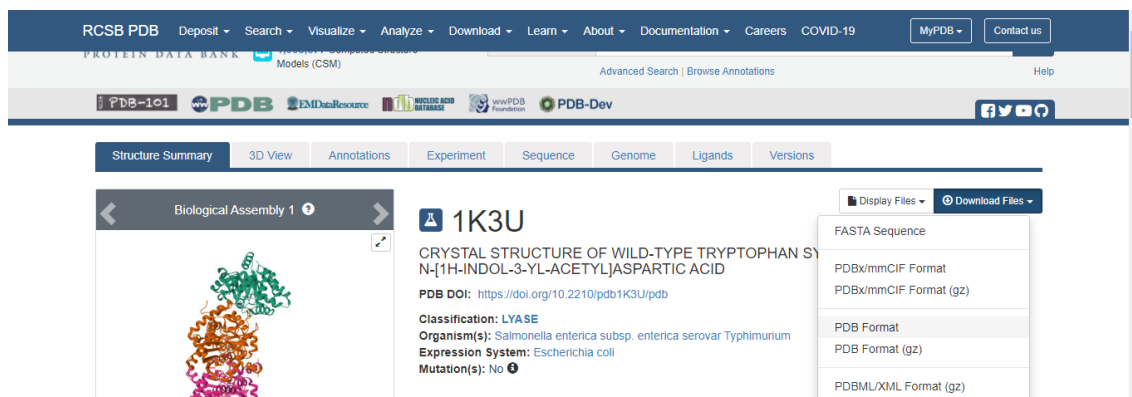 RCSB PDB Deposit Search Visualize Analyze Download Learn About Documentation Careers COVID-19 MyPDB Contact us
PROTEIN DATA BANK
Models (CSM)
Advanced Search | Browse Annotations Help
PDB-101 PDB EMDataResource NUCLEIC ACID DATABASE wwPDB Foundation PDB-Dev
Structure Summary 3D View Annotations Experiment Sequence Genome Ligands Versions
Biological Assembly 1
Display Files Download Files
1K3U
FASTA Sequence
CRYSTAL STRUCTURE OF WILD-TYPE TRYPTOPHAN SY
N-[1H-INDOL-3-YL-ACETYL]ASPARTIC ACID
PDBx/mmCIF Format
PDBx/mmCIF Format (gz)
PDB DOI: https://doi.org/10.2210/pdb1K3U/pdb
Classification: LYASE
Organism(s): Salmonella enterica subsp. enterica serovar Typhimurium
Expression System: Escherichia coli
Mutation(s): No
PDB Format
PDB Format (gz)
PDBML/XML Format (gz)